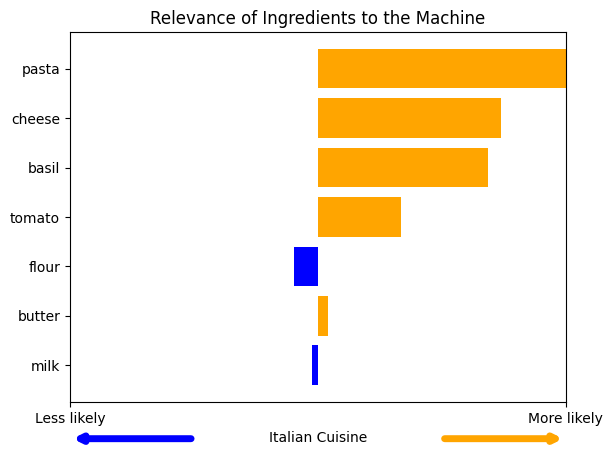 Relevance of Ingredients to the Machine
pasta
cheese
basil
tomato
flour
butter
milk
Less likely
More likely
Italian Cuisine